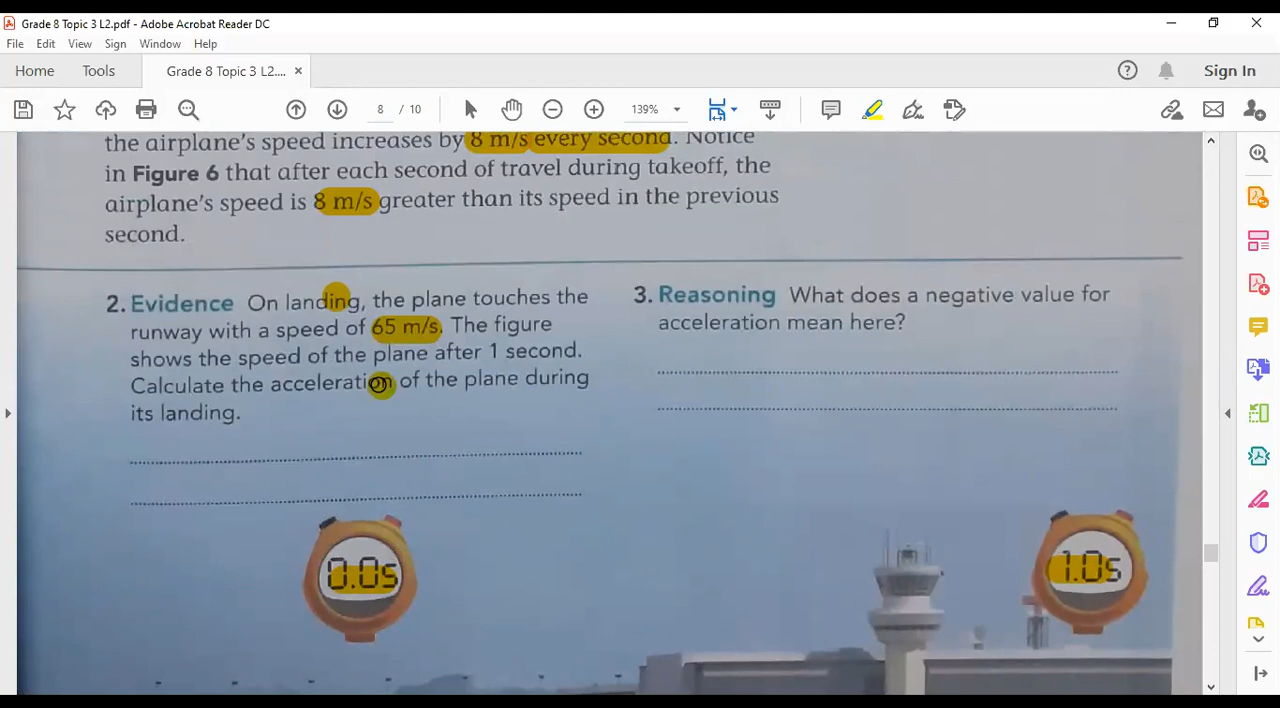 Grade 8 Topic 3 L2.pdf - Adobe Acrobat Reader DC
File Edit View Sign Window Help
Home Tools Grade 8 Topic 3 L2.... × Sign In
8 / 10 139%
the airplane's speed increases by 8 m/s every second. Notice
in Figure 6 that after each second of travel during takeoff, the
airplane's speed is 8 m/s greater than its speed in the previous
second.
2. Evidence On landing, the plane touches the
runway with a speed of 65 m/s. The figure
shows the speed of the plane after 1 second.
Calculate the acceleration of the plane during
its landing.
3. Reasoning What does a negative value for
acceleration mean here?
0.0s
1.0s